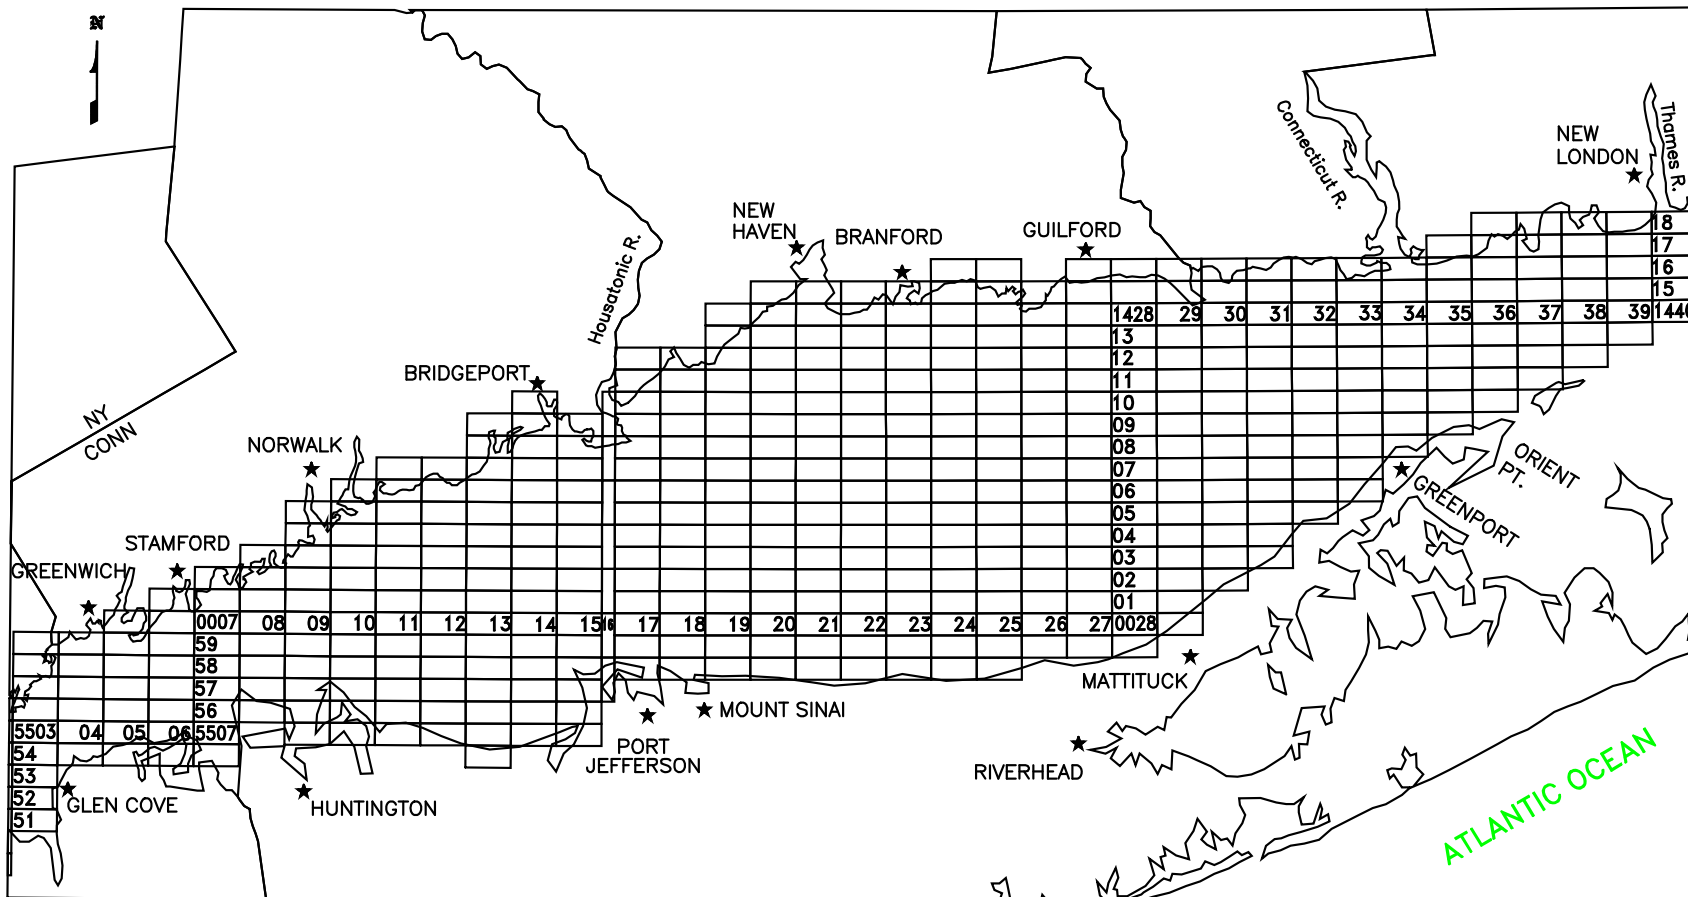 N
Connecticut R.
Thames R.
NEW
LONDON
NEW
HAVEN
BRANFORD
GUILFORD
Housatonic R.
18
17
16
15
1428 29 30 31 32 33 34 35 36 37 38 39 1440
13
12
11
10
09
08
07
06
05
04
03
02
01
BRIDGEPORT
NY
CONN
NORWALK
ORIENT
PT.
GREENPORT
STAMFORD
GREENWICH
0007 08 09 10 11 12 13 14 15 16 17 18 19 20 21 22 23 24 25 26 27 0028
59
58
57
56
5503 04 05 06 5507
54
53
52
51
MATTITUCK
MOUNT SINAI
PORT
JEFFERSON
RIVERHEAD
GLEN COVE
HUNTINGTON
ATLANTIC OCEAN